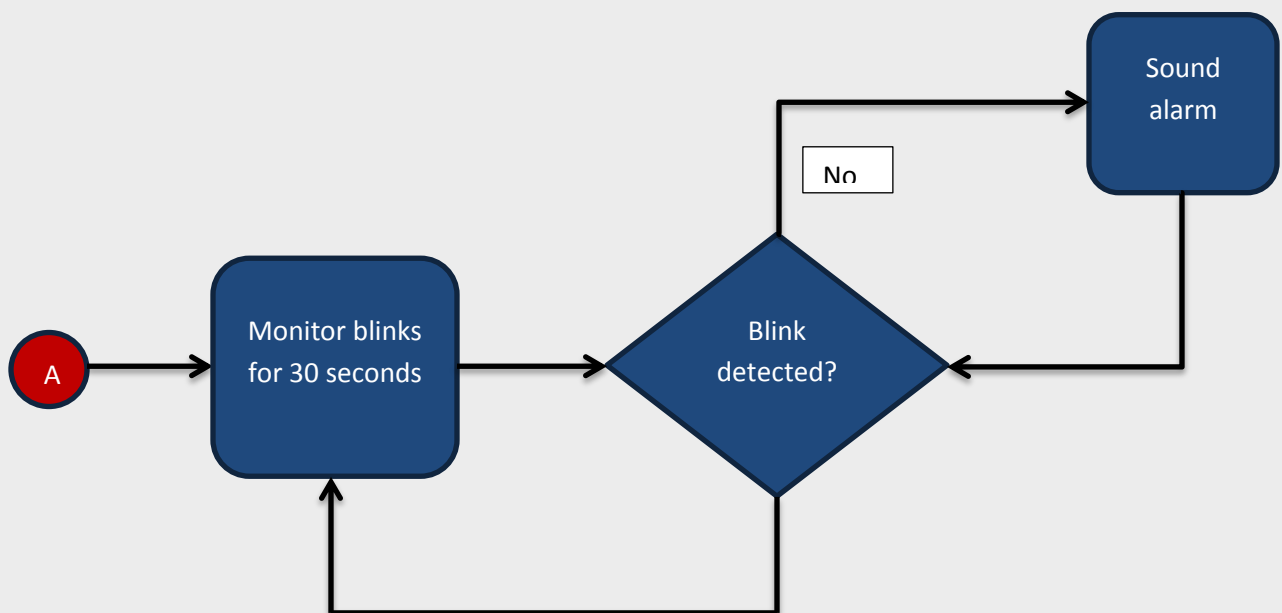 A
Monitor blinks
for 30 seconds
Blink
detected?
No
Sound
alarm